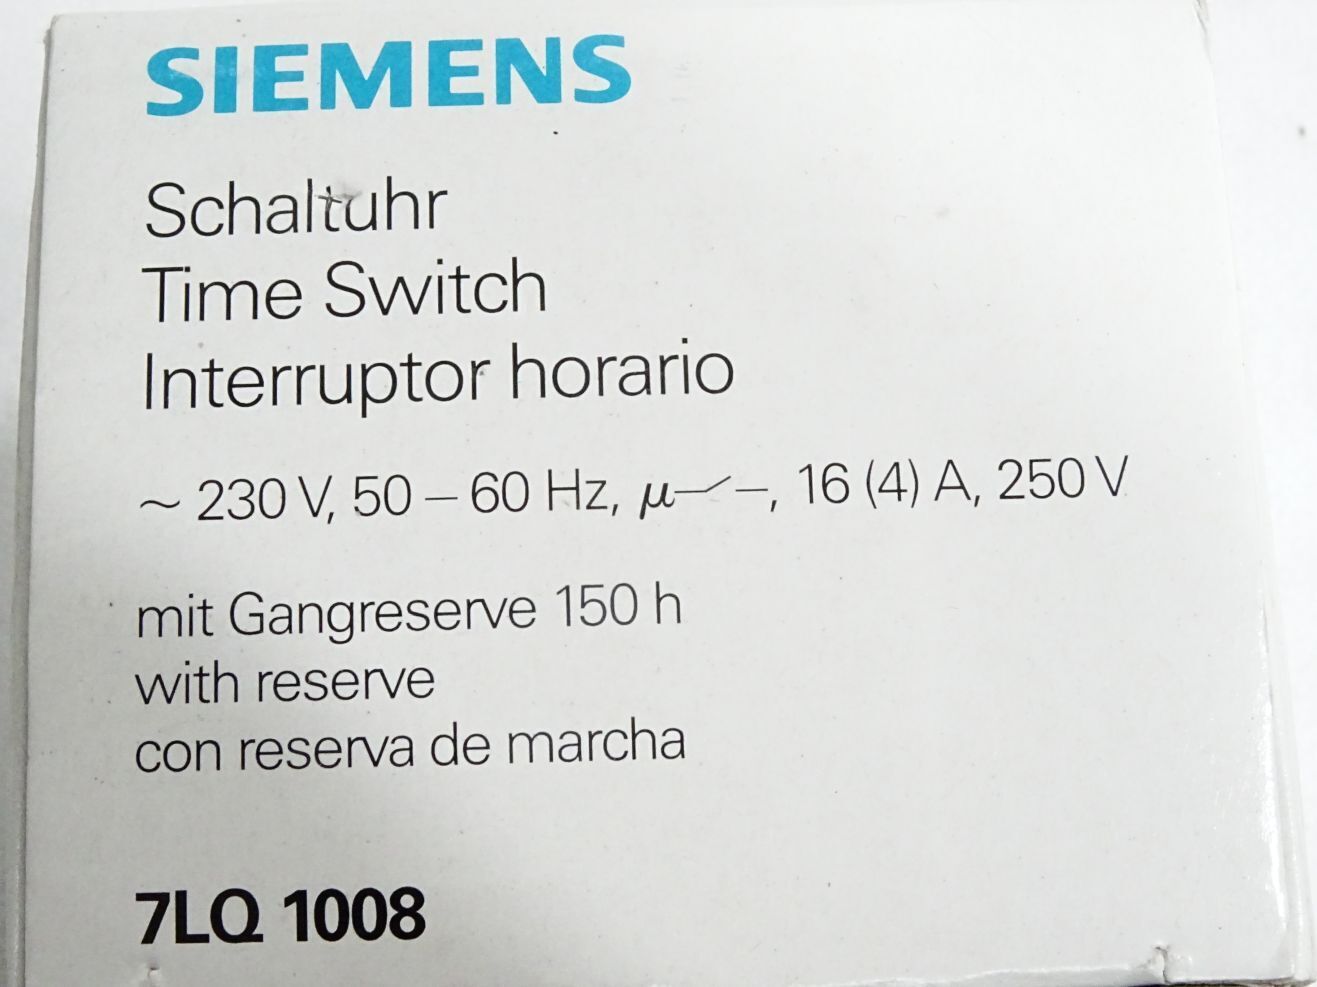 SIEMENS
Schaltuhr
Time Switch
Interruptor horario
~ 230 V, 50 – 60 Hz, µ–⟋–, 16 (4) A, 250 V
mit Gangreserve 150 h
with reserve
con reserva de marcha
7LQ 1008